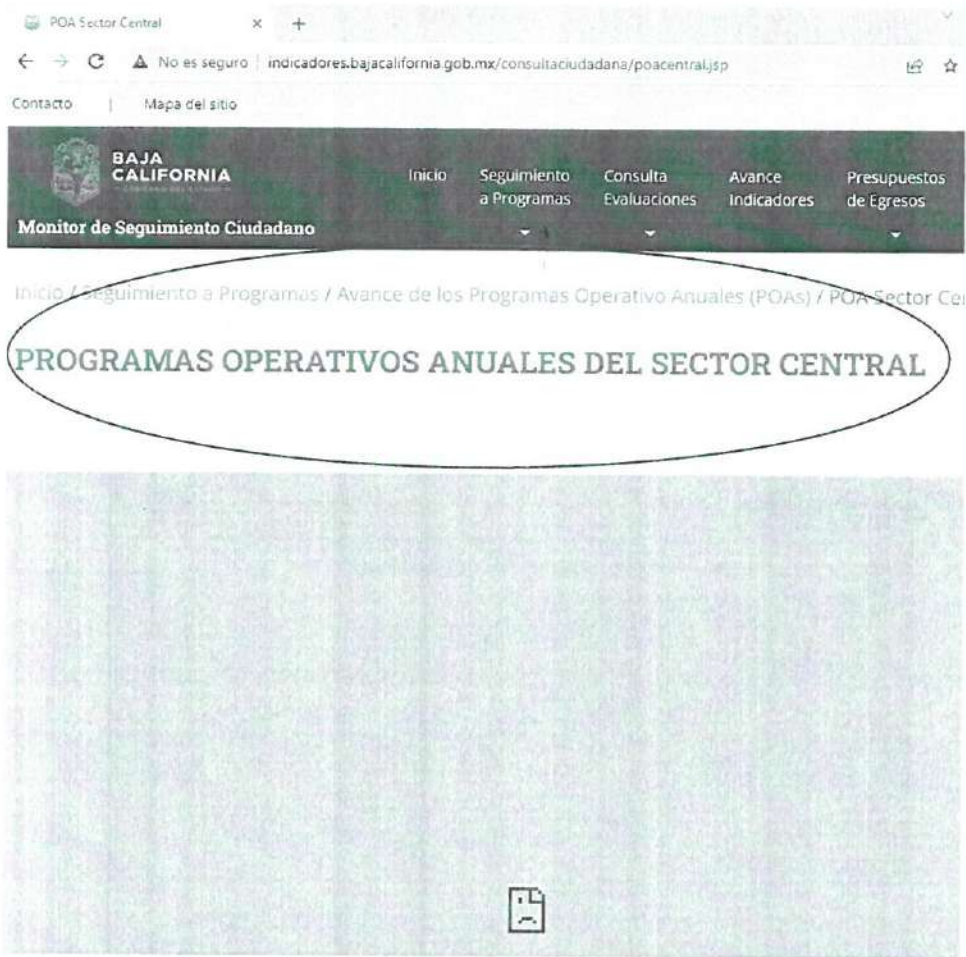 POA Sector Central
No es seguro | indicadores.bajacalifornia.gob.mx/consultaciudadana/poacentral.jsp
Contacto | Mapa del sitio
BAJA
CALIFORNIA
Monitor de Seguimiento Ciudadano
Inicio
Seguimiento
a Programas
Consulta
Evaluaciones
Avance
Indicadores
Presupuestos
de Egresos
Inicio / Seguimiento a Programas / Avance de los Programas Operativo Anuales (POAs) / POA Sector Cen
PROGRAMAS OPERATIVOS ANUALES DEL SECTOR CENTRAL